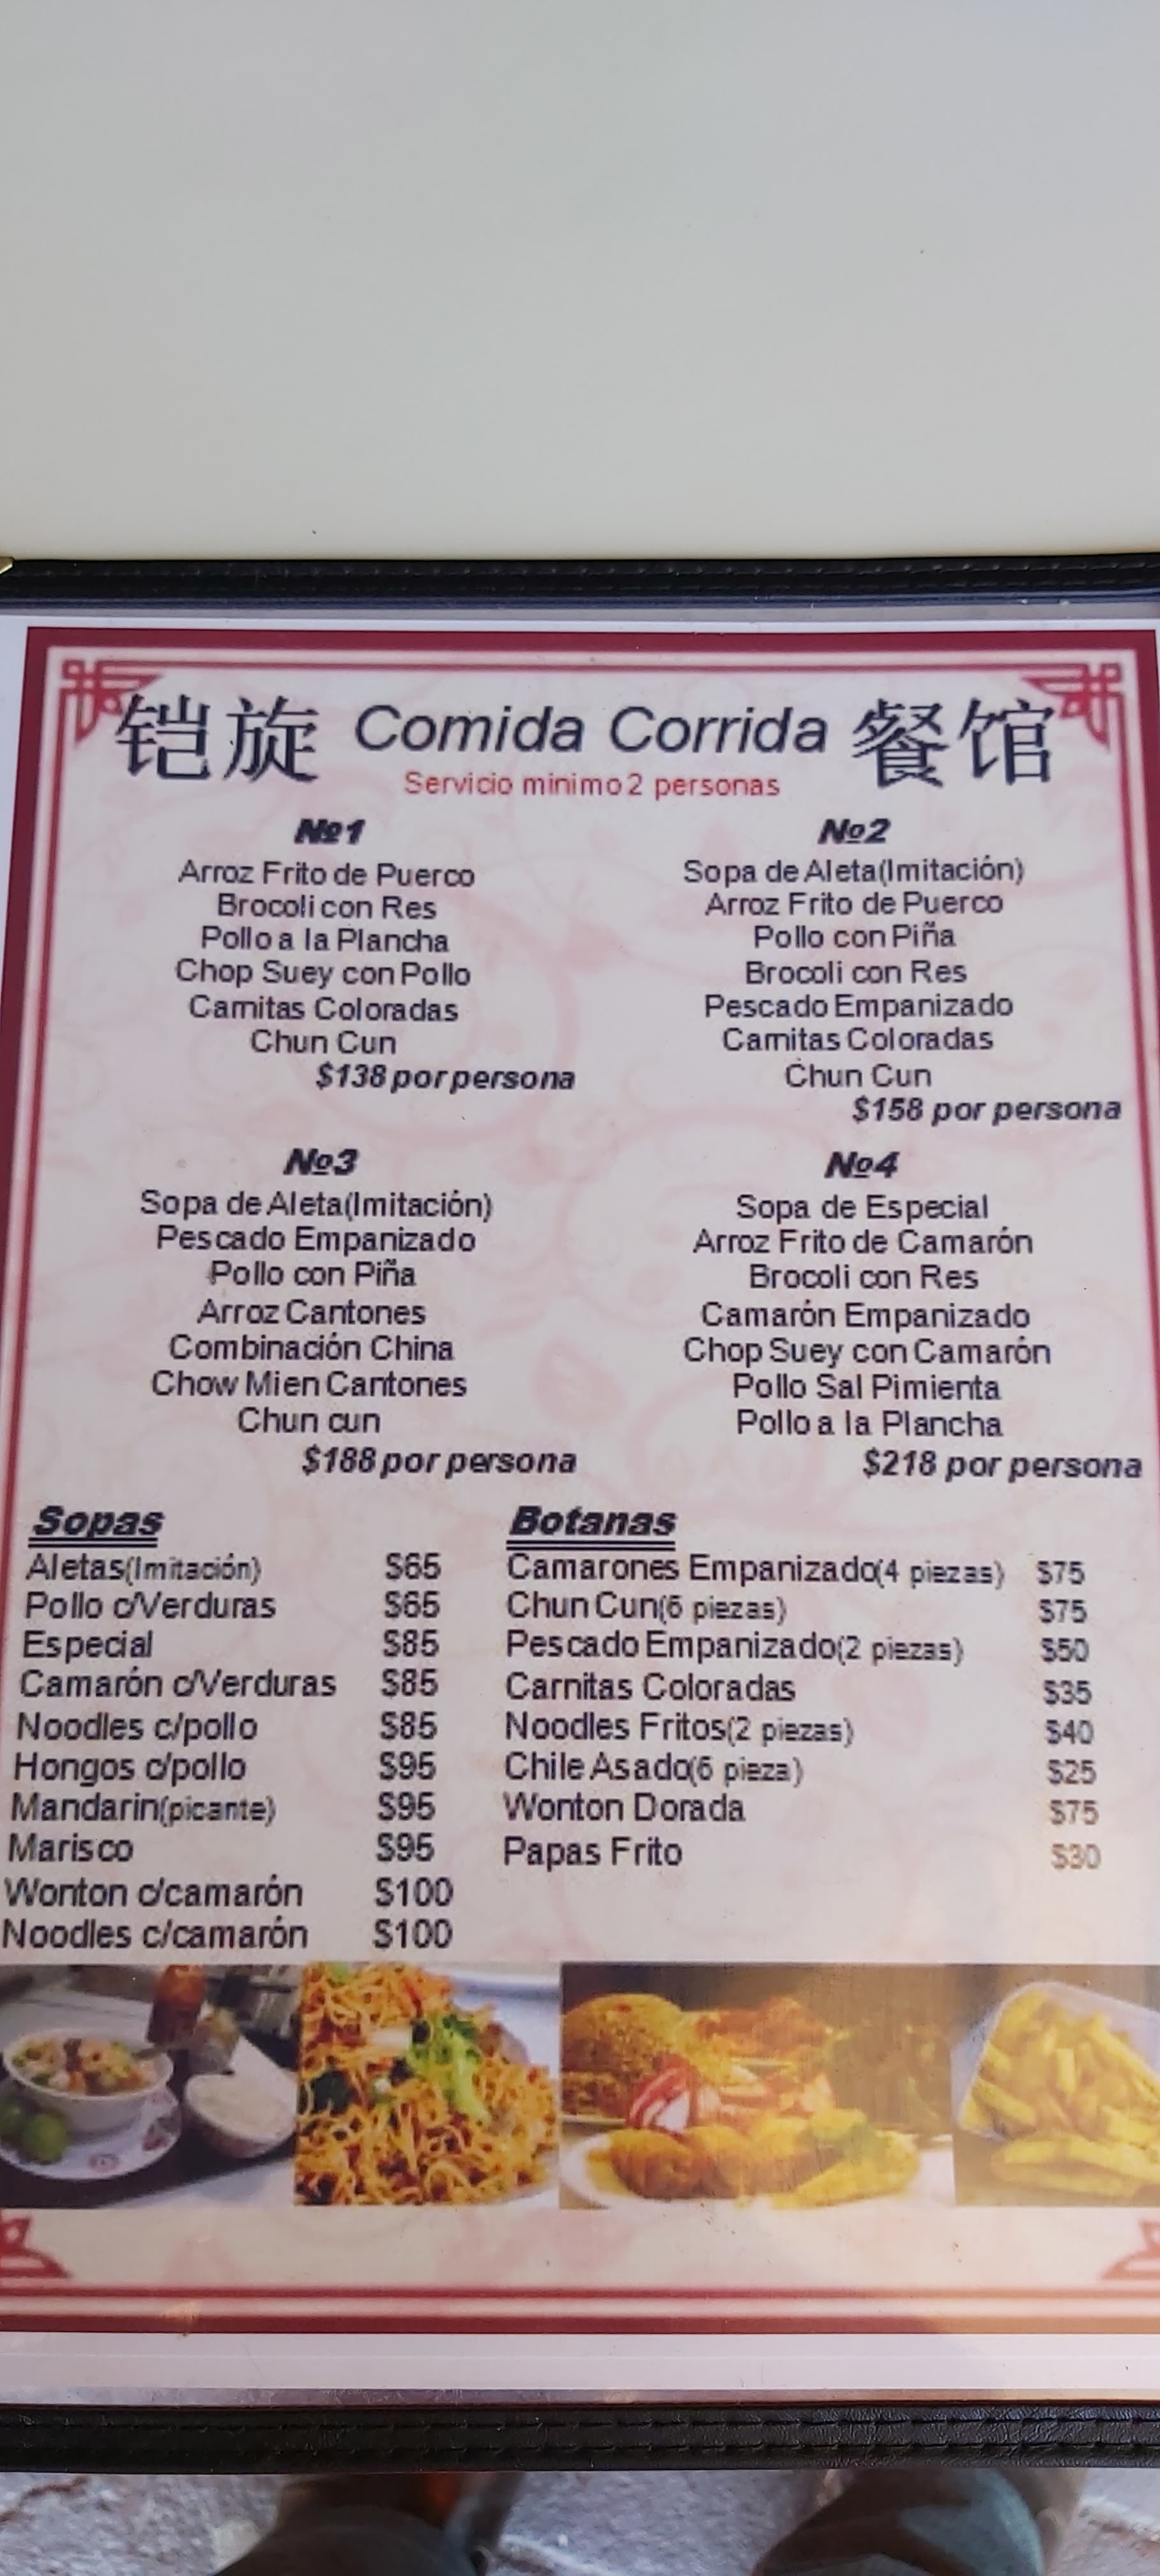 铠旋 Comida Corrida 餐馆
Servicio minimo 2 personas
№1
Arroz Frito de Puerco
Brocoli con Res
Pollo a la Plancha
Chop Suey con Pollo
Carnitas Coloradas
Chun Cun
$138 por persona
№2
Sopa de Aleta(Imitación)
Arroz Frito de Puerco
Pollo con Piña
Brocoli con Res
Pescado Empanizado
Carnitas Coloradas
Chun Cun
$158 por persona
№3
Sopa de Aleta(Imitación)
Pescado Empanizado
Pollo con Piña
Arroz Cantones
Combinación China
Chow Mien Cantones
Chun cun
$188 por persona
№4
Sopa de Especial
Arroz Frito de Camarón
Brocoli con Res
Camarón Empanizado
Chop Suey con Camarón
Pollo Sal Pimienta
Pollo a la Plancha
$218 por persona
Sopas
Aletas(Imitación) $65
Pollo c/Verduras $65
Especial $85
Camarón c/Verduras $85
Noodles c/pollo $85
Hongos c/pollo $95
Mandarin(picante) $95
Marisco $95
Wonton c/camarón $100
Noodles c/camarón $100
Botanas
Camarones Empanizado(4 piezas) $75
Chun Cun(6 piezas) $75
Pescado Empanizado(2 piezas) $50
Carnitas Coloradas $35
Noodles Fritos(2 piezas) $40
Chile Asado(6 pieza) $25
Wonton Dorada $75
Papas Frito $30